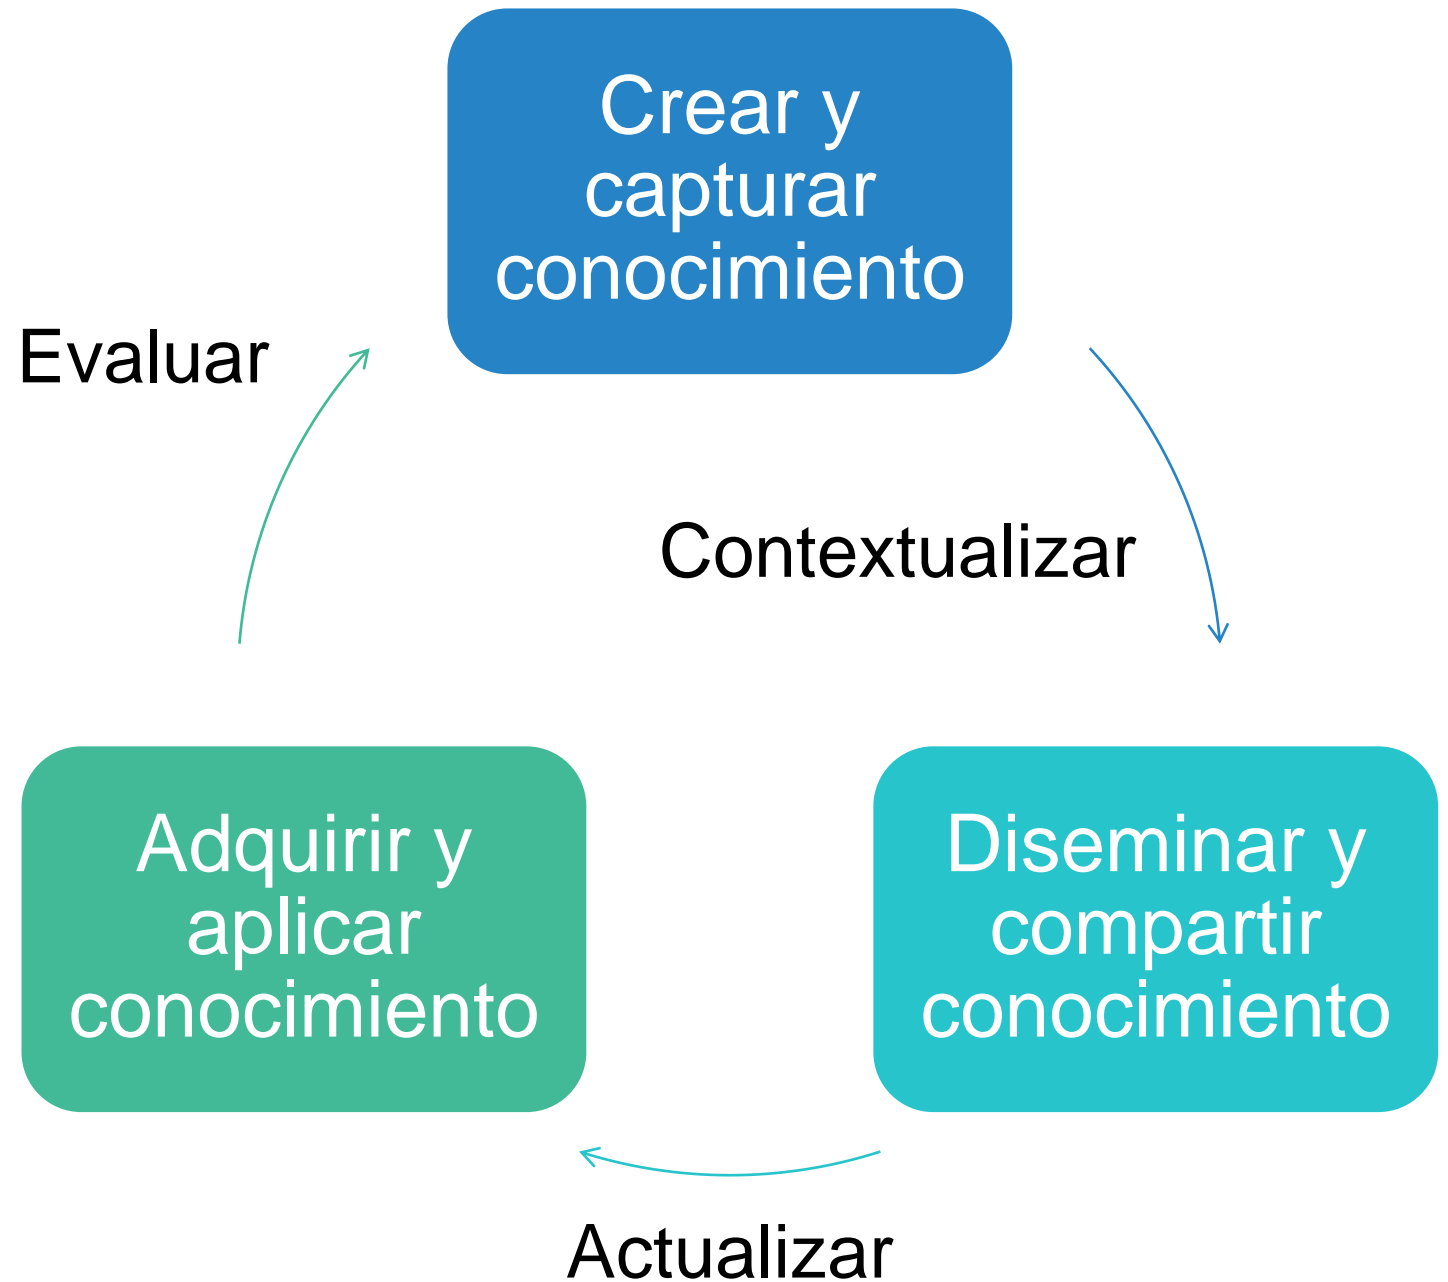 Crear y
capturar
conocimiento
Evaluar
Contextualizar
Adquirir y
aplicar
conocimiento
Diseminar y
compartir
conocimiento
Actualizar